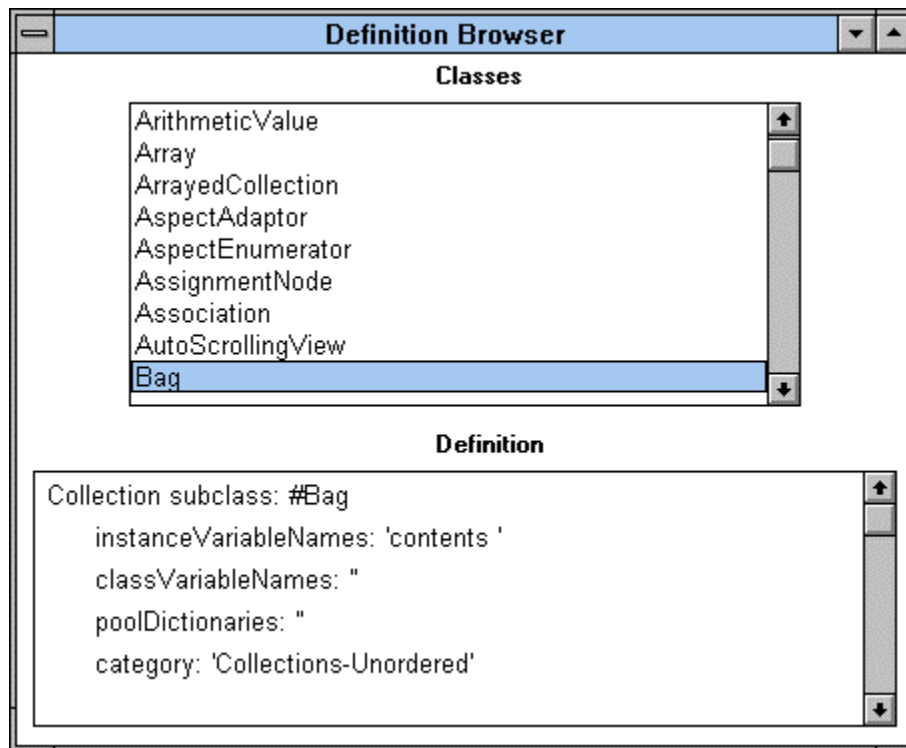 Definition Browser
Classes
ArithmeticValue
Array
ArrayedCollection
AspectAdaptor
AspectEnumerator
AssignmentNode
Association
AutoScrollingView
Bag
Definition
Collection subclass: #Bag
instanceVariableNames: 'contents '
classVariableNames: ''
poolDictionaries: ''
category: 'Collections-Unordered'